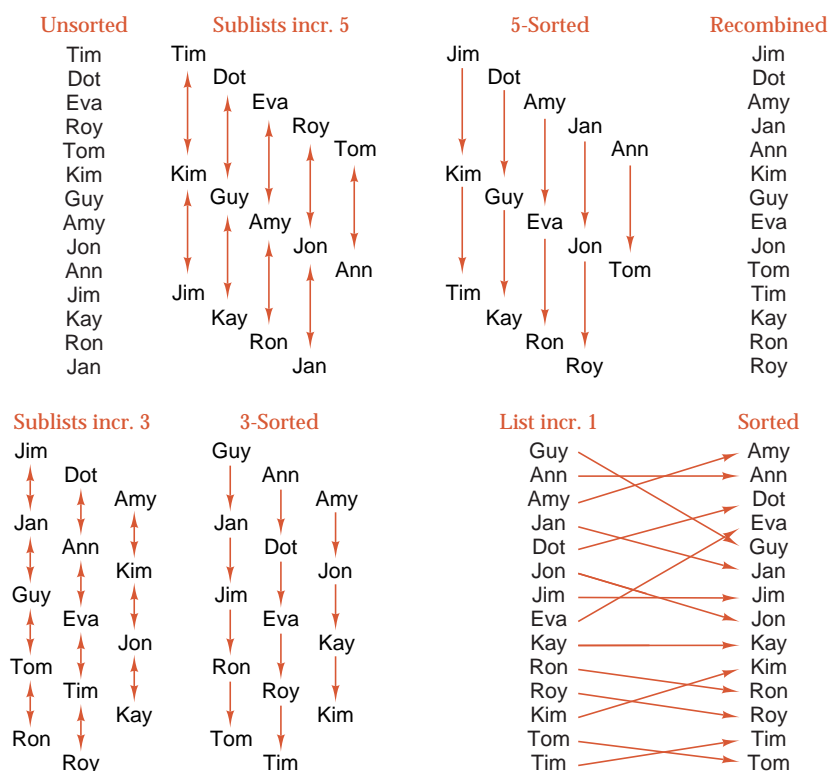 Unsorted
Tim
Dot
Eva
Roy
Tom
Kim
Guy
Amy
Jon
Ann
Jim
Kay
Ron
Jan
Sublists incr. 5
Tim
Dot
Eva
Roy
Tom
Kim
Guy
Amy
Jon
Ann
Jim
Kay
Ron
Jan
5-Sorted
Jim
Dot
Amy
Jan
Ann
Kim
Guy
Eva
Jon
Tom
Tim
Kay
Ron
Roy
Recombined
Jim
Dot
Amy
Jan
Ann
Kim
Guy
Eva
Jon
Tom
Tim
Kay
Ron
Roy
Sublists incr. 3
Jim
Dot
Amy
Jan
Ann
Kim
Guy
Eva
Jon
Tom
Tim
Kay
Ron
Roy
3-Sorted
Guy
Ann
Amy
Jan
Dot
Jon
Jim
Eva
Kay
Ron
Roy
Kim
Tom
Tim
List incr. 1
Guy
Ann
Amy
Jan
Dot
Jon
Jim
Eva
Kay
Ron
Roy
Kim
Tom
Tim
Sorted
Amy
Ann
Dot
Eva
Guy
Jan
Jim
Jon
Kay
Kim
Ron
Roy
Tim
Tom